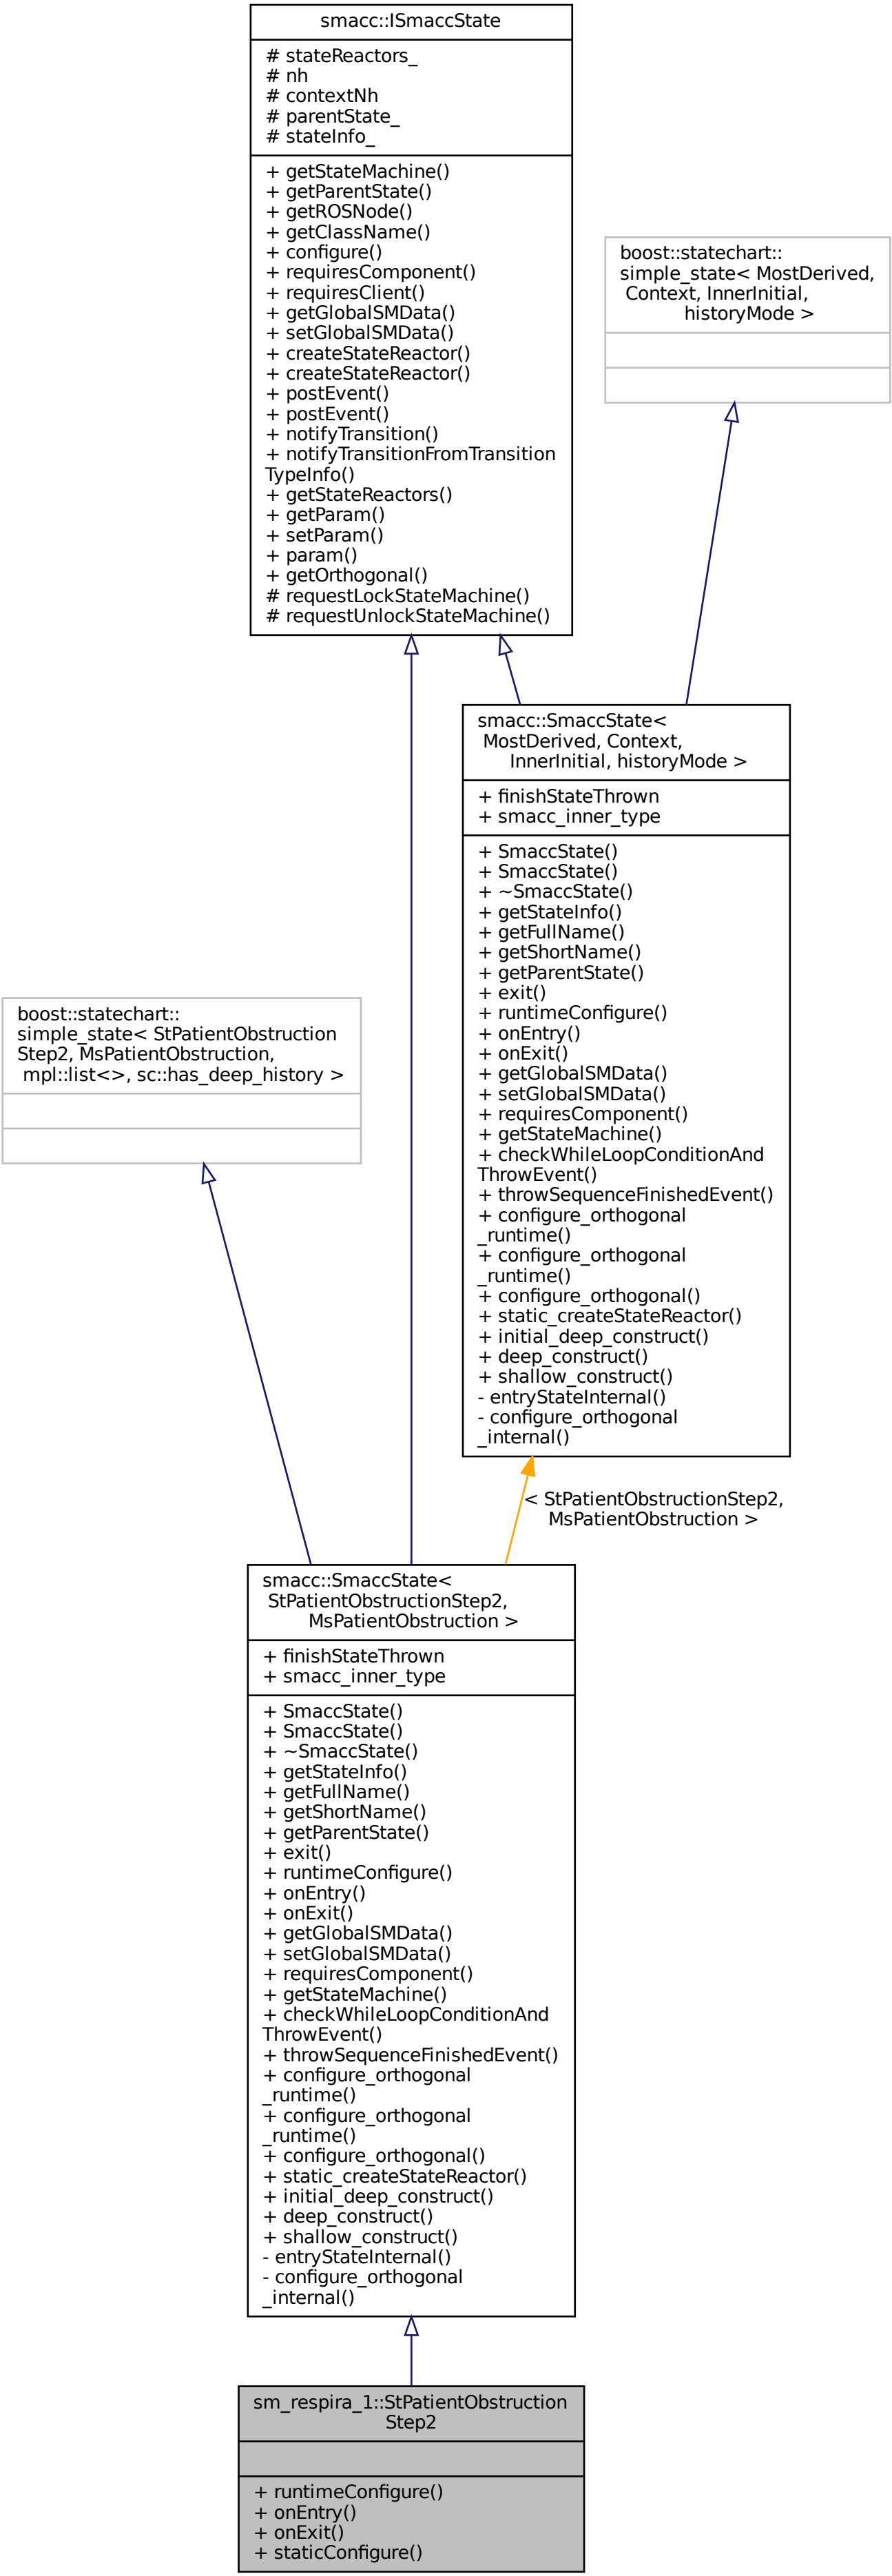 smacc::ISmaccState
# stateReactors_
# nh
# contextNh
# parentState_
# stateInfo_
+ getStateMachine()
+ getParentState()
+ getROSNode()
+ getClassName()
+ configure()
+ requiresComponent()
+ requiresClient()
+ getGlobalSMData()
+ setGlobalSMData()
+ createStateReactor()
+ createStateReactor()
+ postEvent()
+ postEvent()
+ notifyTransition()
+ notifyTransitionFromTransition
TypeInfo()
+ getStateReactors()
+ getParam()
+ setParam()
+ param()
+ getOrthogonal()
# requestLockStateMachine()
# requestUnlockStateMachine()
boost::statechart::
simple_state< MostDerived,
Context, InnerInitial,
historyMode >
smacc::SmaccState<
MostDerived, Context,
InnerInitial, historyMode >
+ finishStateThrown
+ smacc_inner_type
+ SmaccState()
+ SmaccState()
+ ~SmaccState()
+ getStateInfo()
+ getFullName()
+ getShortName()
+ getParentState()
+ exit()
+ runtimeConfigure()
+ onEntry()
+ onExit()
+ getGlobalSMData()
+ setGlobalSMData()
+ requiresComponent()
+ getStateMachine()
+ checkWhileLoopConditionAnd
ThrowEvent()
+ throwSequenceFinishedEvent()
+ configure_orthogonal
_runtime()
+ configure_orthogonal
_runtime()
+ configure_orthogonal()
+ static_createStateReactor()
+ initial_deep_construct()
+ deep_construct()
+ shallow_construct()
- entryStateInternal()
- configure_orthogonal
_internal()
boost::statechart::
simple_state< StPatientObstruction
Step2, MsPatientObstruction,
mpl::list<>, sc::has_deep_history >
< StPatientObstructionStep2,
MsPatientObstruction >
smacc::SmaccState<
StPatientObstructionStep2,
MsPatientObstruction >
+ finishStateThrown
+ smacc_inner_type
+ SmaccState()
+ SmaccState()
+ ~SmaccState()
+ getStateInfo()
+ getFullName()
+ getShortName()
+ getParentState()
+ exit()
+ runtimeConfigure()
+ onEntry()
+ onExit()
+ getGlobalSMData()
+ setGlobalSMData()
+ requiresComponent()
+ getStateMachine()
+ checkWhileLoopConditionAnd
ThrowEvent()
+ throwSequenceFinishedEvent()
+ configure_orthogonal
_runtime()
+ configure_orthogonal
_runtime()
+ configure_orthogonal()
+ static_createStateReactor()
+ initial_deep_construct()
+ deep_construct()
+ shallow_construct()
- entryStateInternal()
- configure_orthogonal
_internal()
sm_respira_1::StPatientObstruction
Step2
+ runtimeConfigure()
+ onEntry()
+ onExit()
+ staticConfigure()